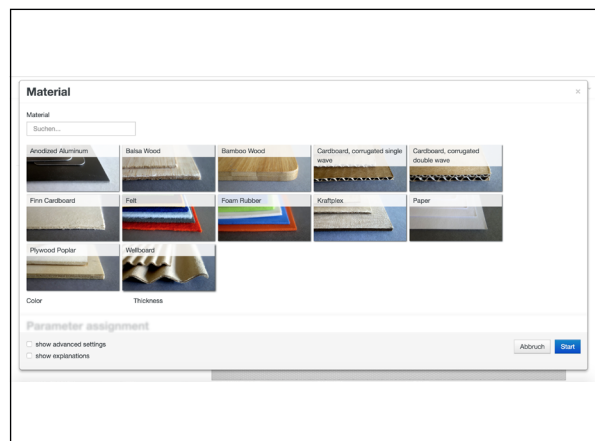 Material
×
Material
Suchen...
Anodized Aluminum
Balsa Wood
Bamboo Wood
Cardboard, corrugated single
wave
Cardboard, corrugated
double wave
Finn Cardboard
Felt
Foam Rubber
Kraftplex
Paper
Plywood Poplar
Wellboard
Color
Thickness
Parameter assignment
show advanced settings
show explanations
Abbruch
Start